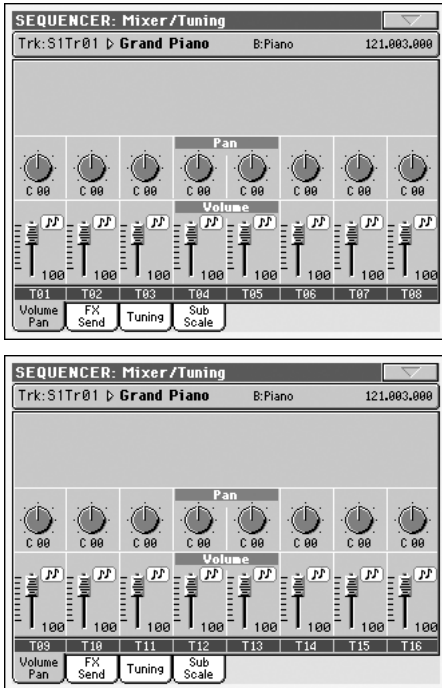 SEQUENCER: Mixer/Tuning
Trk:S1Tr01 ▷ Grand Piano B:Piano 121.003.000
Pan
C 00 C 00 C 00 C 00 C 00 C 00 C 00 C 00
Volume
100 100 100 100 100 100 100 100
T01 T02 T03 T04 T05 T06 T07 T08
Volume Pan FX Send Tuning Sub Scale
SEQUENCER: Mixer/Tuning
Trk:S1Tr01 ▷ Grand Piano B:Piano 121.003.000
Pan
C 00 C 00 C 00 C 00 C 00 C 00 C 00 C 00
Volume
100 100 100 100 100 100 100 100
T09 T10 T11 T12 T13 T14 T15 T16
Volume Pan FX Send Tuning Sub Scale